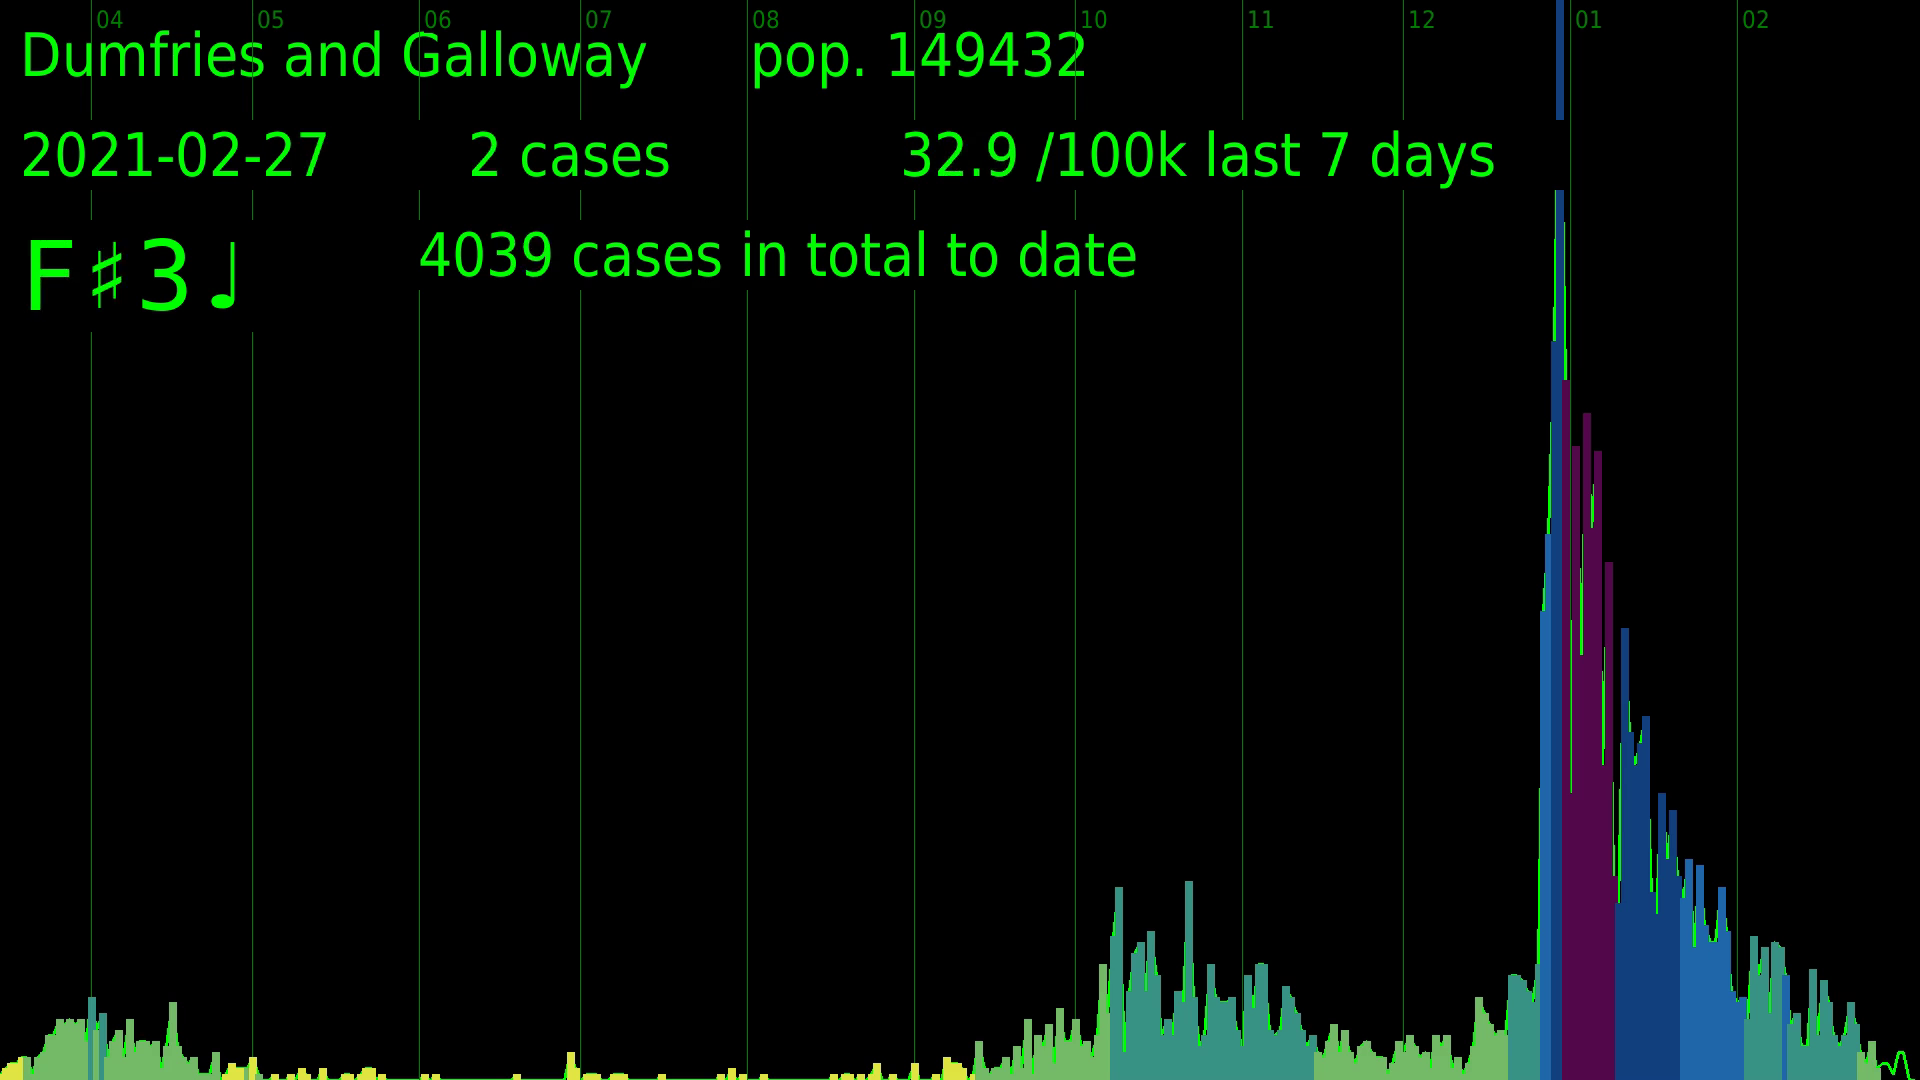 04 05 06 07 08 09 10 11 12 01 02
Dumfries and Galloway pop. 149432
2021-02-27 2 cases 32.9 /100k last 7 days
F♯3♩ 4039 cases in total to date